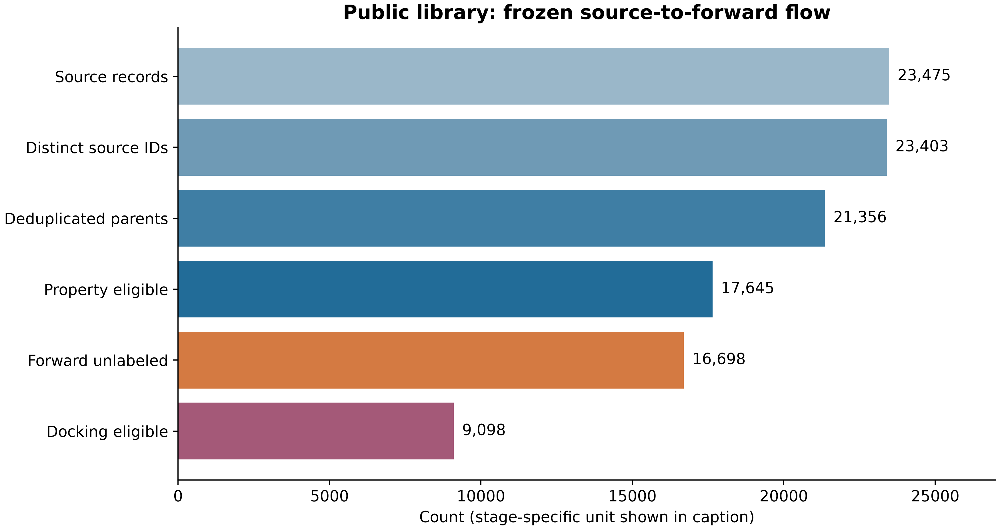 Public library: frozen source-to-forward flow
Source records
23,475
Distinct source IDs
23,403
Deduplicated parents
21,356
Property eligible
17,645
Forward unlabeled
16,698
Docking eligible
9,098
0
5000
10000
15000
20000
25000
Count (stage-specific unit shown in caption)